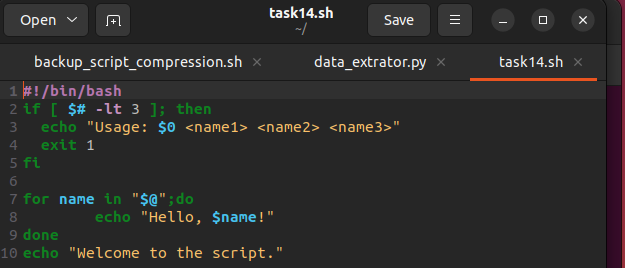 Open
task14.sh
~/
Save
backup_script_compression.sh
data_extrator.py
task14.sh
1 #!/bin/bash
2 if [ $# -lt 3 ]; then
3   echo "Usage: $0 <name1> <name2> <name3>"
4   exit 1
5 fi
6
7 for name in "$@";do
8         echo "Hello, $name!"
9 done
10 echo "Welcome to the script."